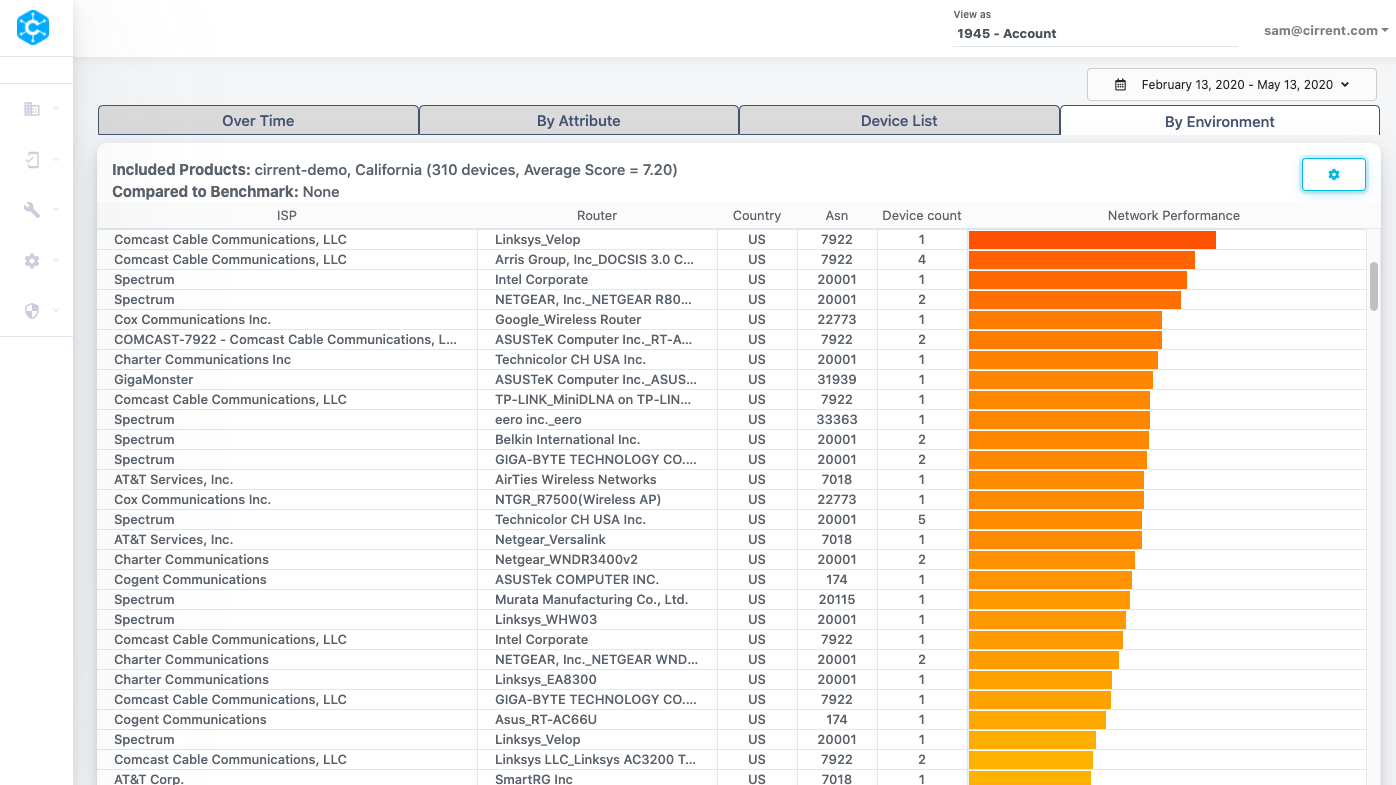 View as
1945 - Account
sam@cirrent.com
February 13, 2020 - May 13, 2020
Over Time By Attribute Device List By Environment
Included Products: cirrent-demo, California (310 devices, Average Score = 7.20)
Compared to Benchmark: None
ISP Router Country Asn Device count Network Performance
Comcast Cable Communications, LLC Linksys_Velop US 7922 1
Comcast Cable Communications, LLC Arris Group, Inc_DOCSIS 3.0 C... US 7922 4
Spectrum Intel Corporate US 20001 1
Spectrum NETGEAR, Inc._NETGEAR R80... US 20001 2
Cox Communications Inc. Google_Wireless Router US 22773 1
COMCAST-7922 - Comcast Cable Communications, L... ASUSTeK Computer Inc._RT-A... US 7922 2
Charter Communications Inc Technicolor CH USA Inc. US 20001 1
GigaMonster ASUSTeK Computer Inc._ASUS... US 31939 1
Comcast Cable Communications, LLC TP-LINK_MiniDLNA on TP-LIN... US 7922 1
Spectrum eero inc._eero US 33363 1
Spectrum Belkin International Inc. US 20001 2
Spectrum GIGA-BYTE TECHNOLOGY CO.... US 20001 2
AT&T Services, Inc. AirTies Wireless Networks US 7018 1
Cox Communications Inc. NTGR_R7500(Wireless AP) US 22773 1
Spectrum Technicolor CH USA Inc. US 20001 5
AT&T Services, Inc. Netgear_Versalink US 7018 1
Charter Communications Netgear_WNDR3400v2 US 20001 2
Cogent Communications ASUSTek COMPUTER INC. US 174 1
Spectrum Murata Manufacturing Co., Ltd. US 20115 1
Spectrum Linksys_WHW03 US 20001 1
Comcast Cable Communications, LLC Intel Corporate US 7922 1
Charter Communications NETGEAR, Inc._NETGEAR WND... US 20001 2
Charter Communications Linksys_EA8300 US 20001 1
Comcast Cable Communications, LLC GIGA-BYTE TECHNOLOGY CO.... US 7922 1
Cogent Communications Asus_RT-AC66U US 174 1
Spectrum Linksys_Velop US 20001 1
Comcast Cable Communications, LLC Linksys LLC_Linksys AC3200 T... US 7922 2
AT&T Corp. SmartRG Inc US 7018 1